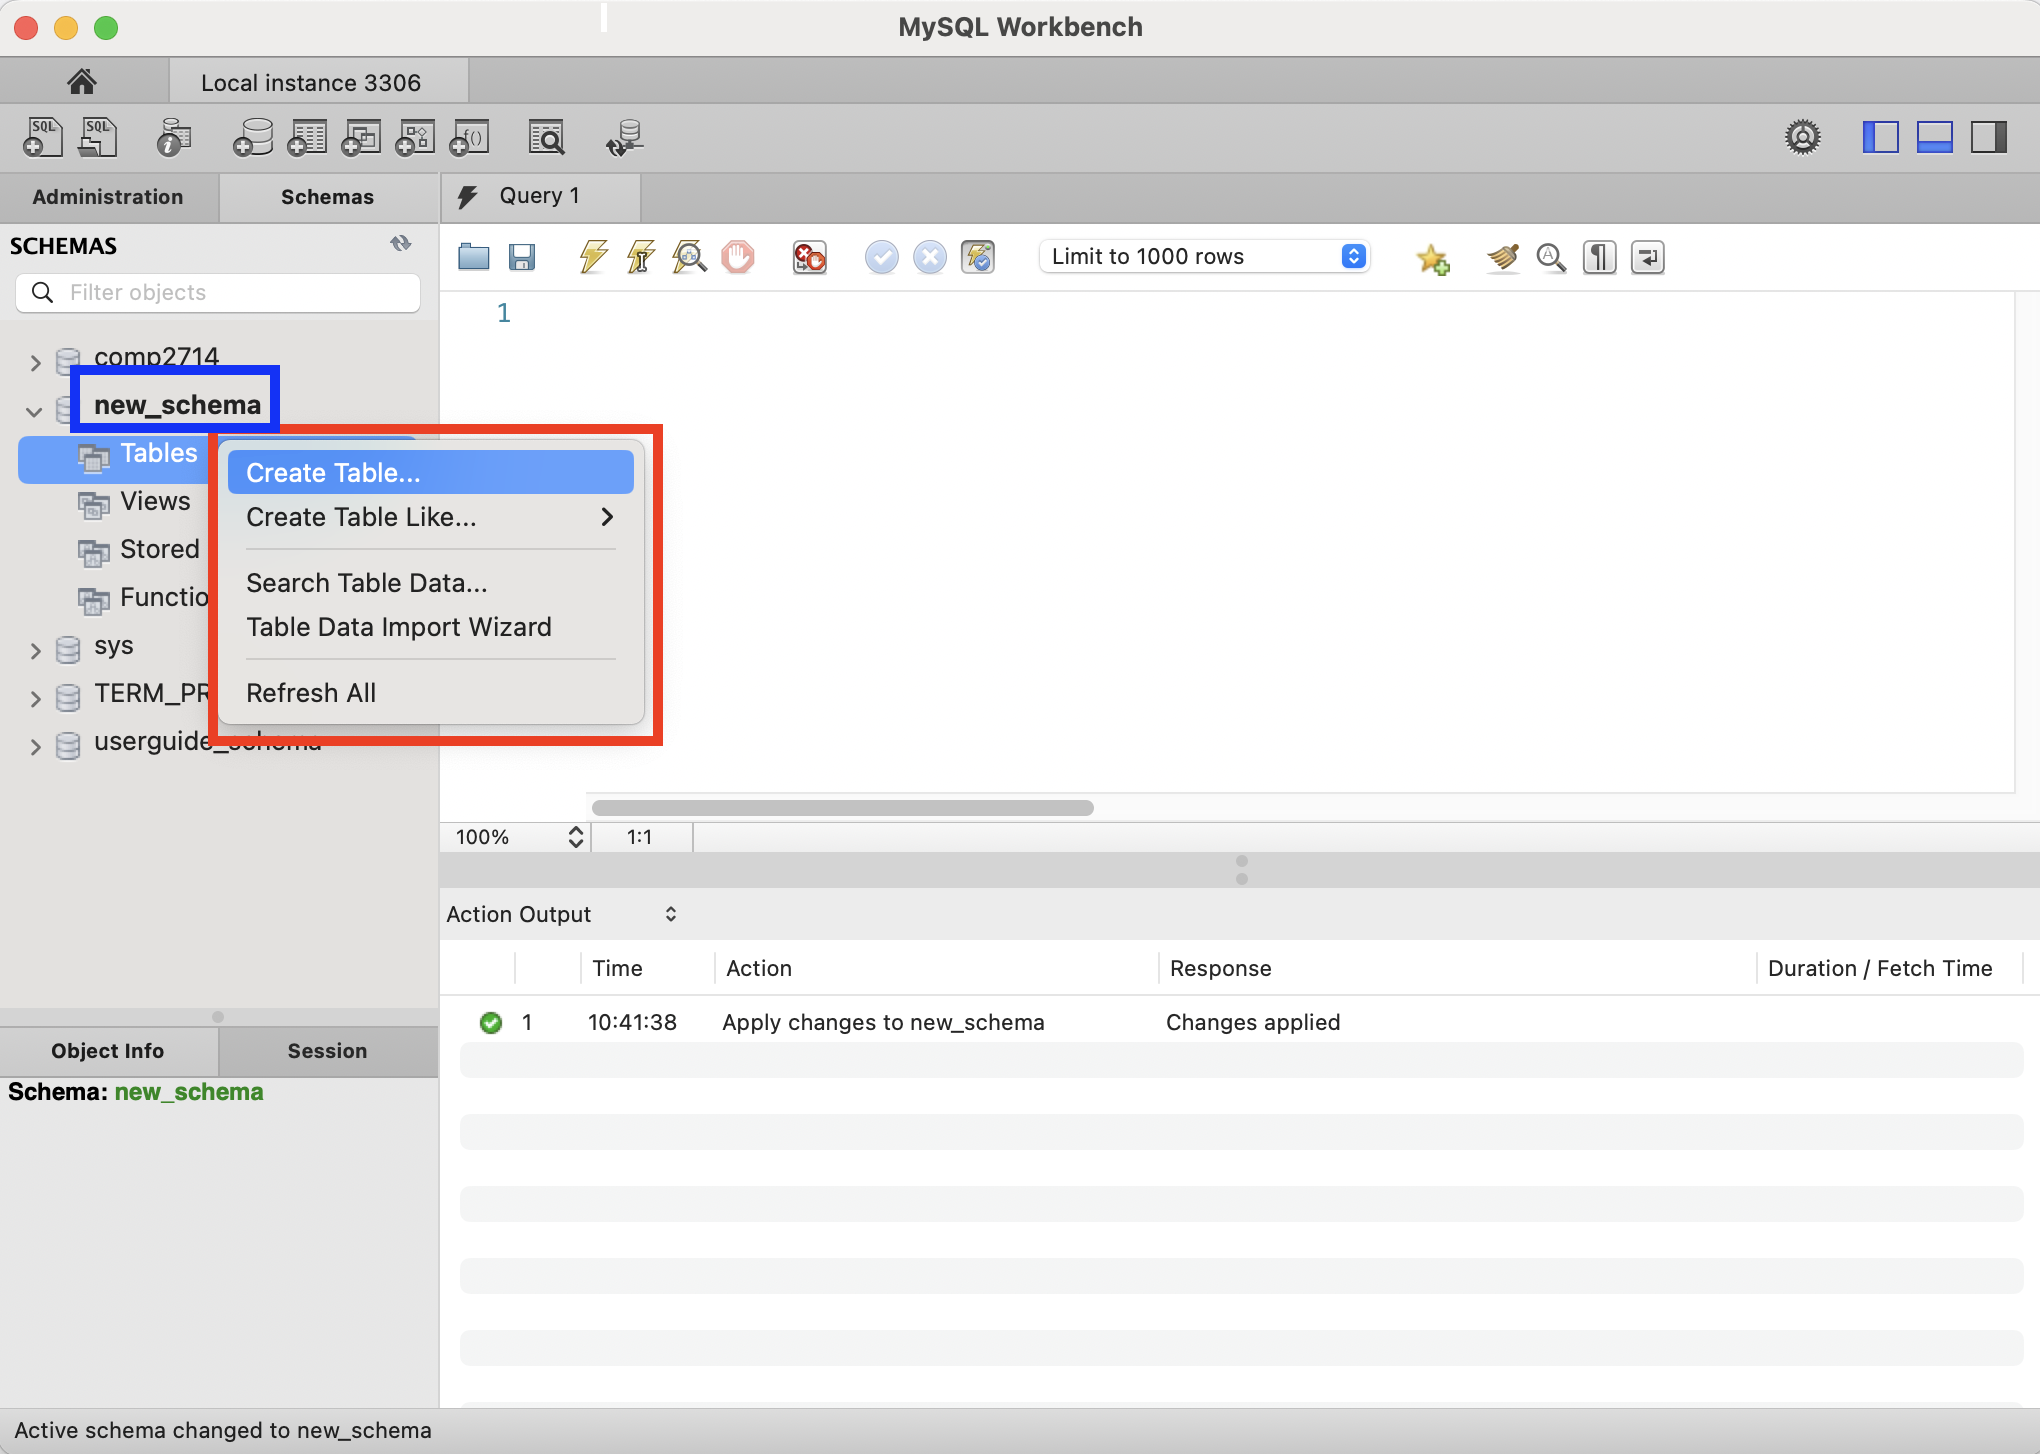 MySQL Workbench
Local instance 3306
Administration
Schemas
Query 1
SCHEMAS
Filter objects
Limit to 1000 rows
1
comp2714
new_schema
Tables
Views
Stored
Functio
sys
TERM_PR
userguide_schema
Create Table...
Create Table Like...
Search Table Data...
Table Data Import Wizard
Refresh All
100%
1:1
Action Output
Time
Action
Response
Duration / Fetch Time
1
10:41:38
Apply changes to new_schema
Changes applied
Object Info
Session
Schema: new_schema
Active schema changed to new_schema